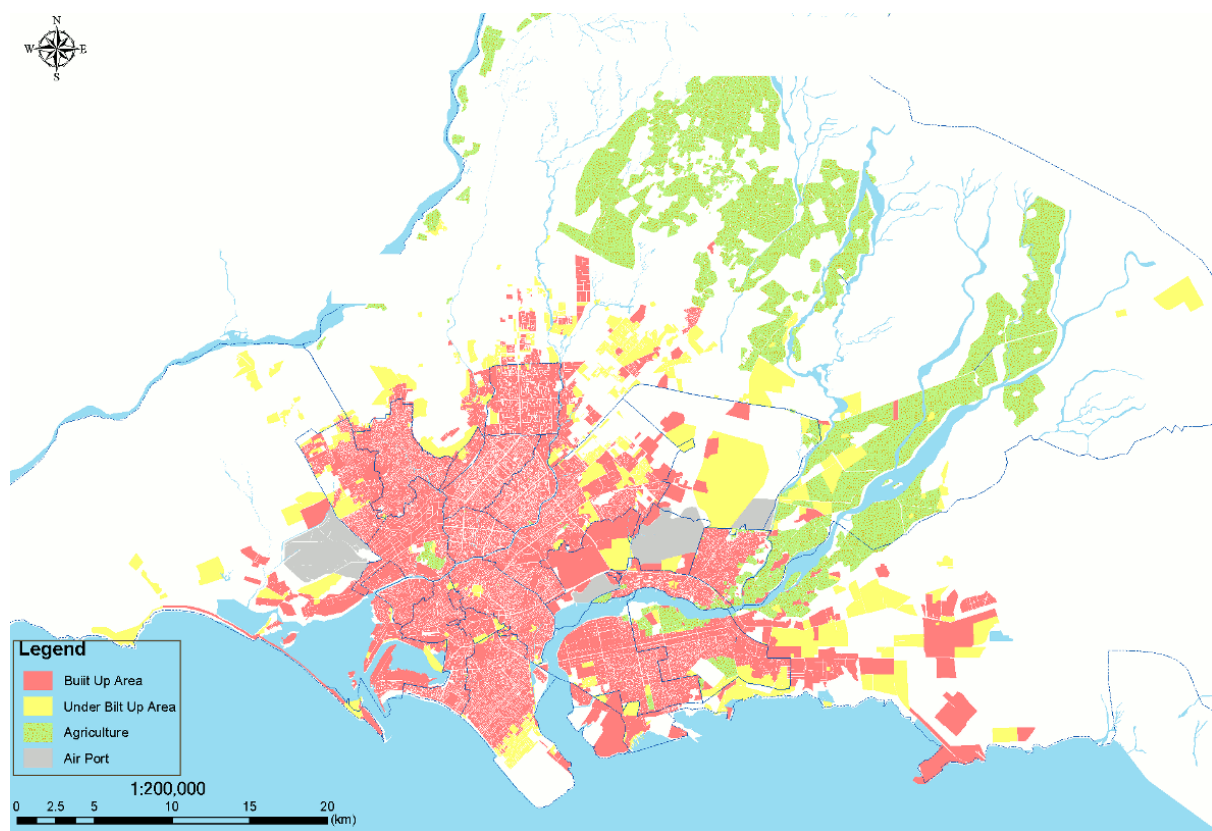 N
W E
S
Legend
Built Up Area
Under Bilt Up Area
Agriculture
Air Port
1:200,000
0 2.5 5 10 15 20
(km)